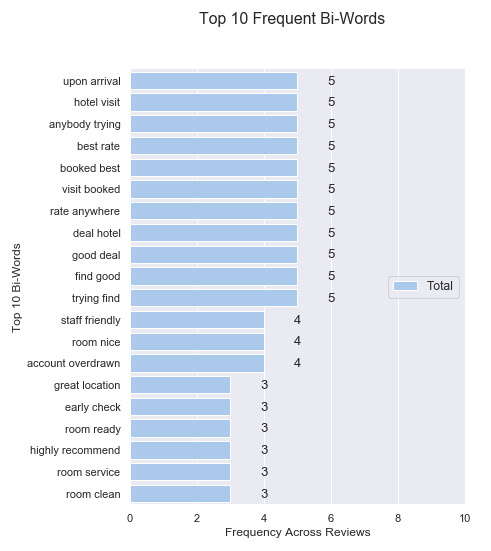 Top 10 Frequent Bi-Words
upon arrival 5
hotel visit 5
anybody trying 5
best rate 5
booked best 5
visit booked 5
rate anywhere 5
deal hotel 5
good deal 5
find good 5
trying find 5
staff friendly 4
room nice 4
account overdrawn 4
great location 3
early check 3
room ready 3
highly recommend 3
room service 3
room clean 3
Top 10 Bi-Words
Total
0 2 4 6 8 10
Frequency Across Reviews